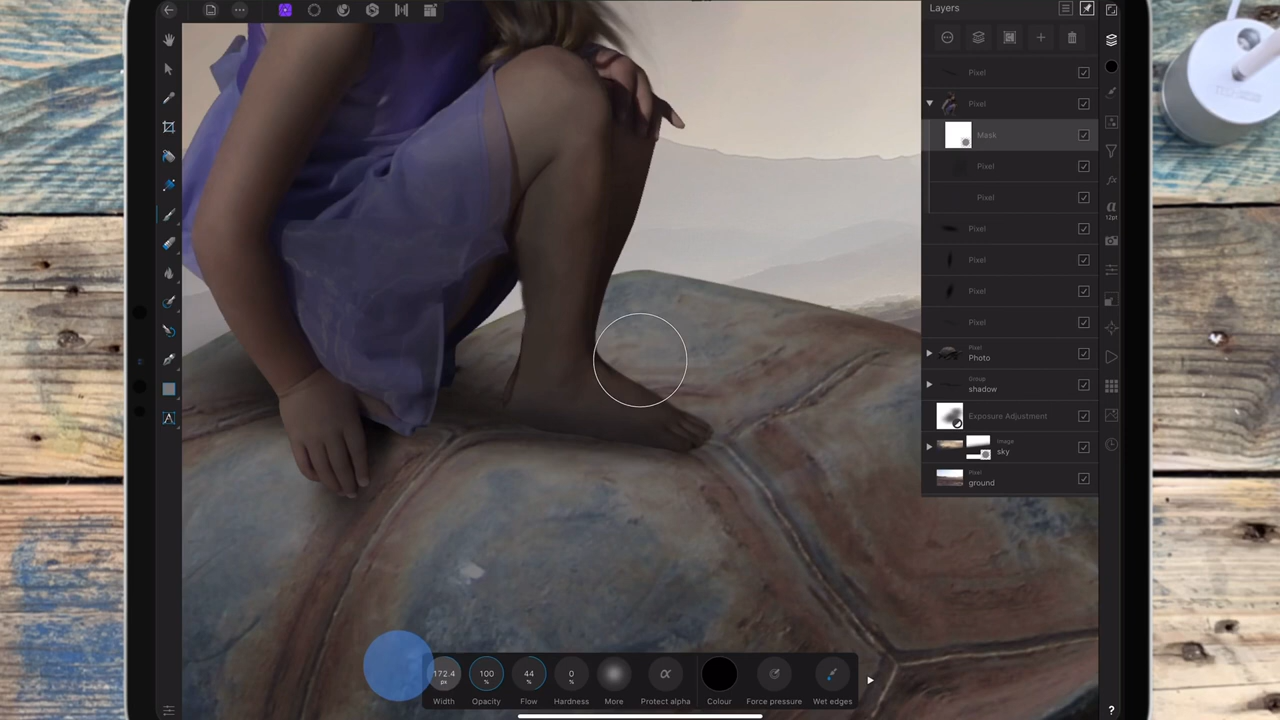 Layers
Pixel
Pixel
Mask
Pixel
Pixel
Pixel
Pixel
Pixel
Pixel
Pixel
Photo
Group
shadow
Exposure Adjustment
Image
sky
Pixel
ground
A
a
12pt
fx
172.4
px
100
%
44
%
0
%
Width
Opacity
Flow
Hardness
More
Protect alpha
Colour
Force pressure
Wet edges
?